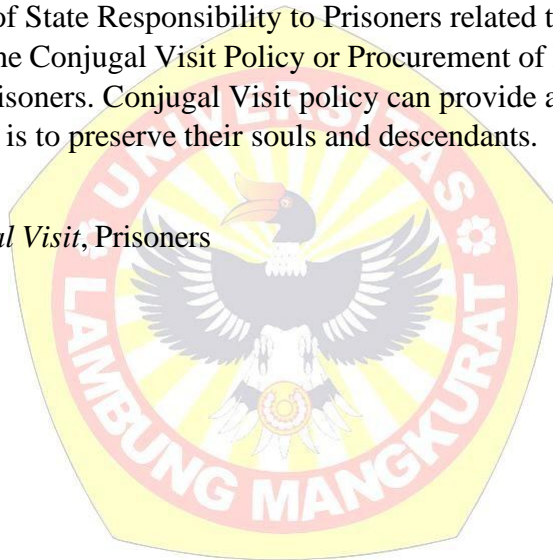 of State Responsibility to Prisoners related t
he Conjugal Visit Policy or Procurement of
isoners. Conjugal Visit policy can provide a
is to preserve their souls and descendants.
al Visit, Prisoners
UNIVERSITAS
LAMBUNG MANGKURAT